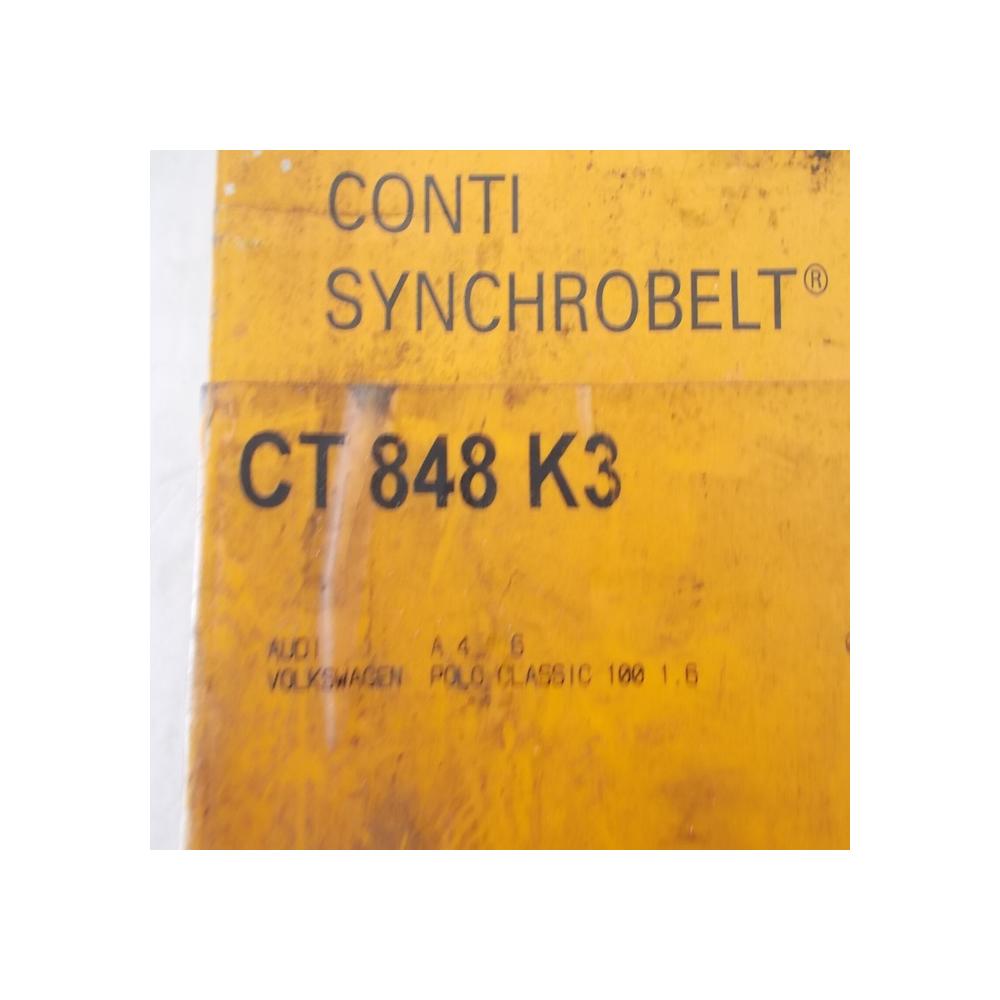 CONTI
SYNCHROBELT®
CT 848 K3
AUDI A 4 6
VOLKSWAGEN POLO CLASSIC 100 1.6